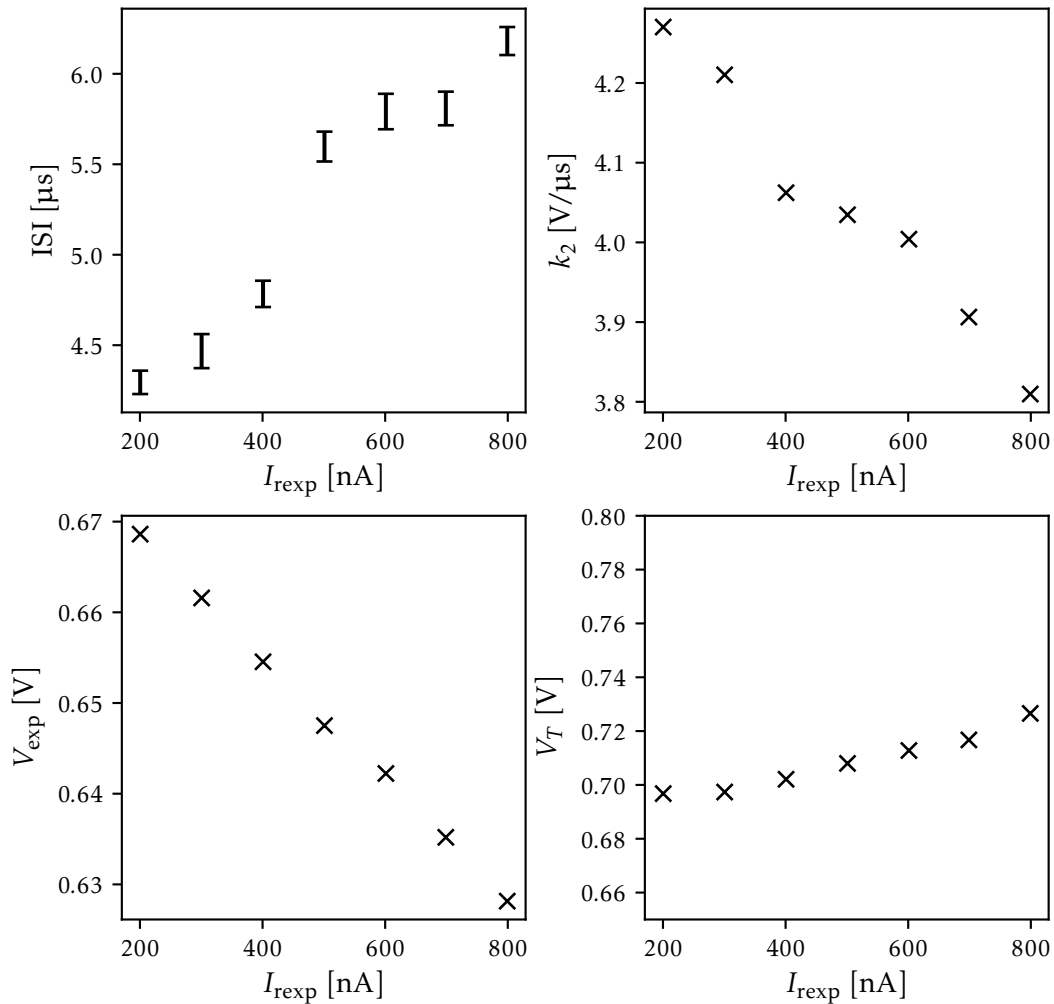 6.0
5.5
5.0
4.5
ISI [µs]
200 400 600 800
I_rexp [nA]
4.2
4.1
4.0
3.9
3.8
k_2 [V/µs]
200 400 600 800
I_rexp [nA]
0.67
0.66
0.65
0.64
0.63
V_exp [V]
200 400 600 800
I_rexp [nA]
0.80
0.78
0.76
0.74
0.72
0.70
0.68
0.66
V_T [V]
200 400 600 800
I_rexp [nA]